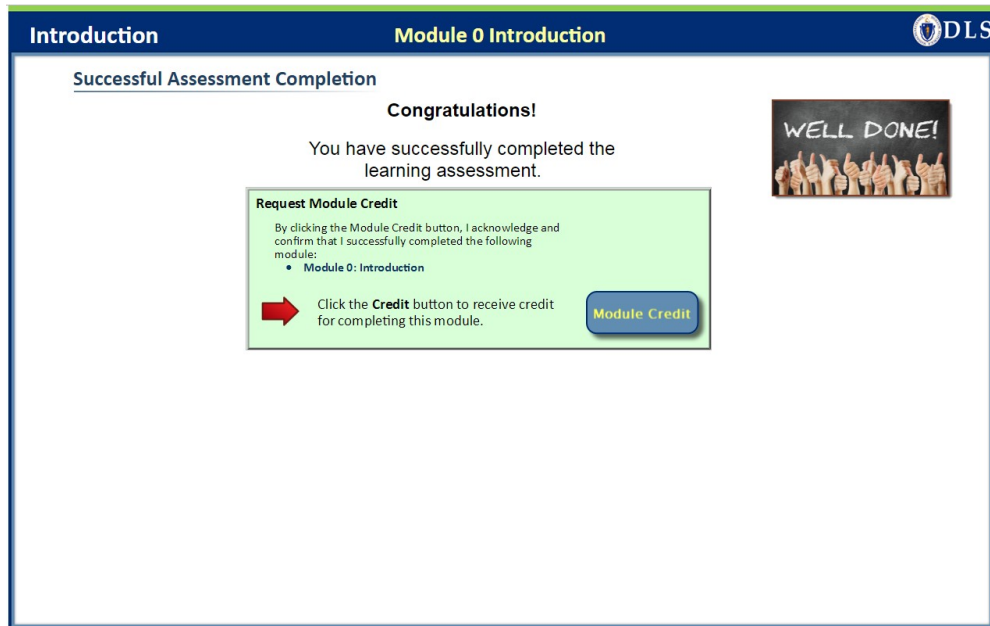 Introduction
Module 0 Introduction
DLS
Successful Assessment Completion
Congratulations!
WELL DONE!
You have successfully completed the
learning assessment.
Request Module Credit
By clicking the Module Credit button, I acknowledge and
confirm that I successfully completed the following
module:
• Module 0: Introduction
Click the Credit button to receive credit
for completing this module.
Module Credit